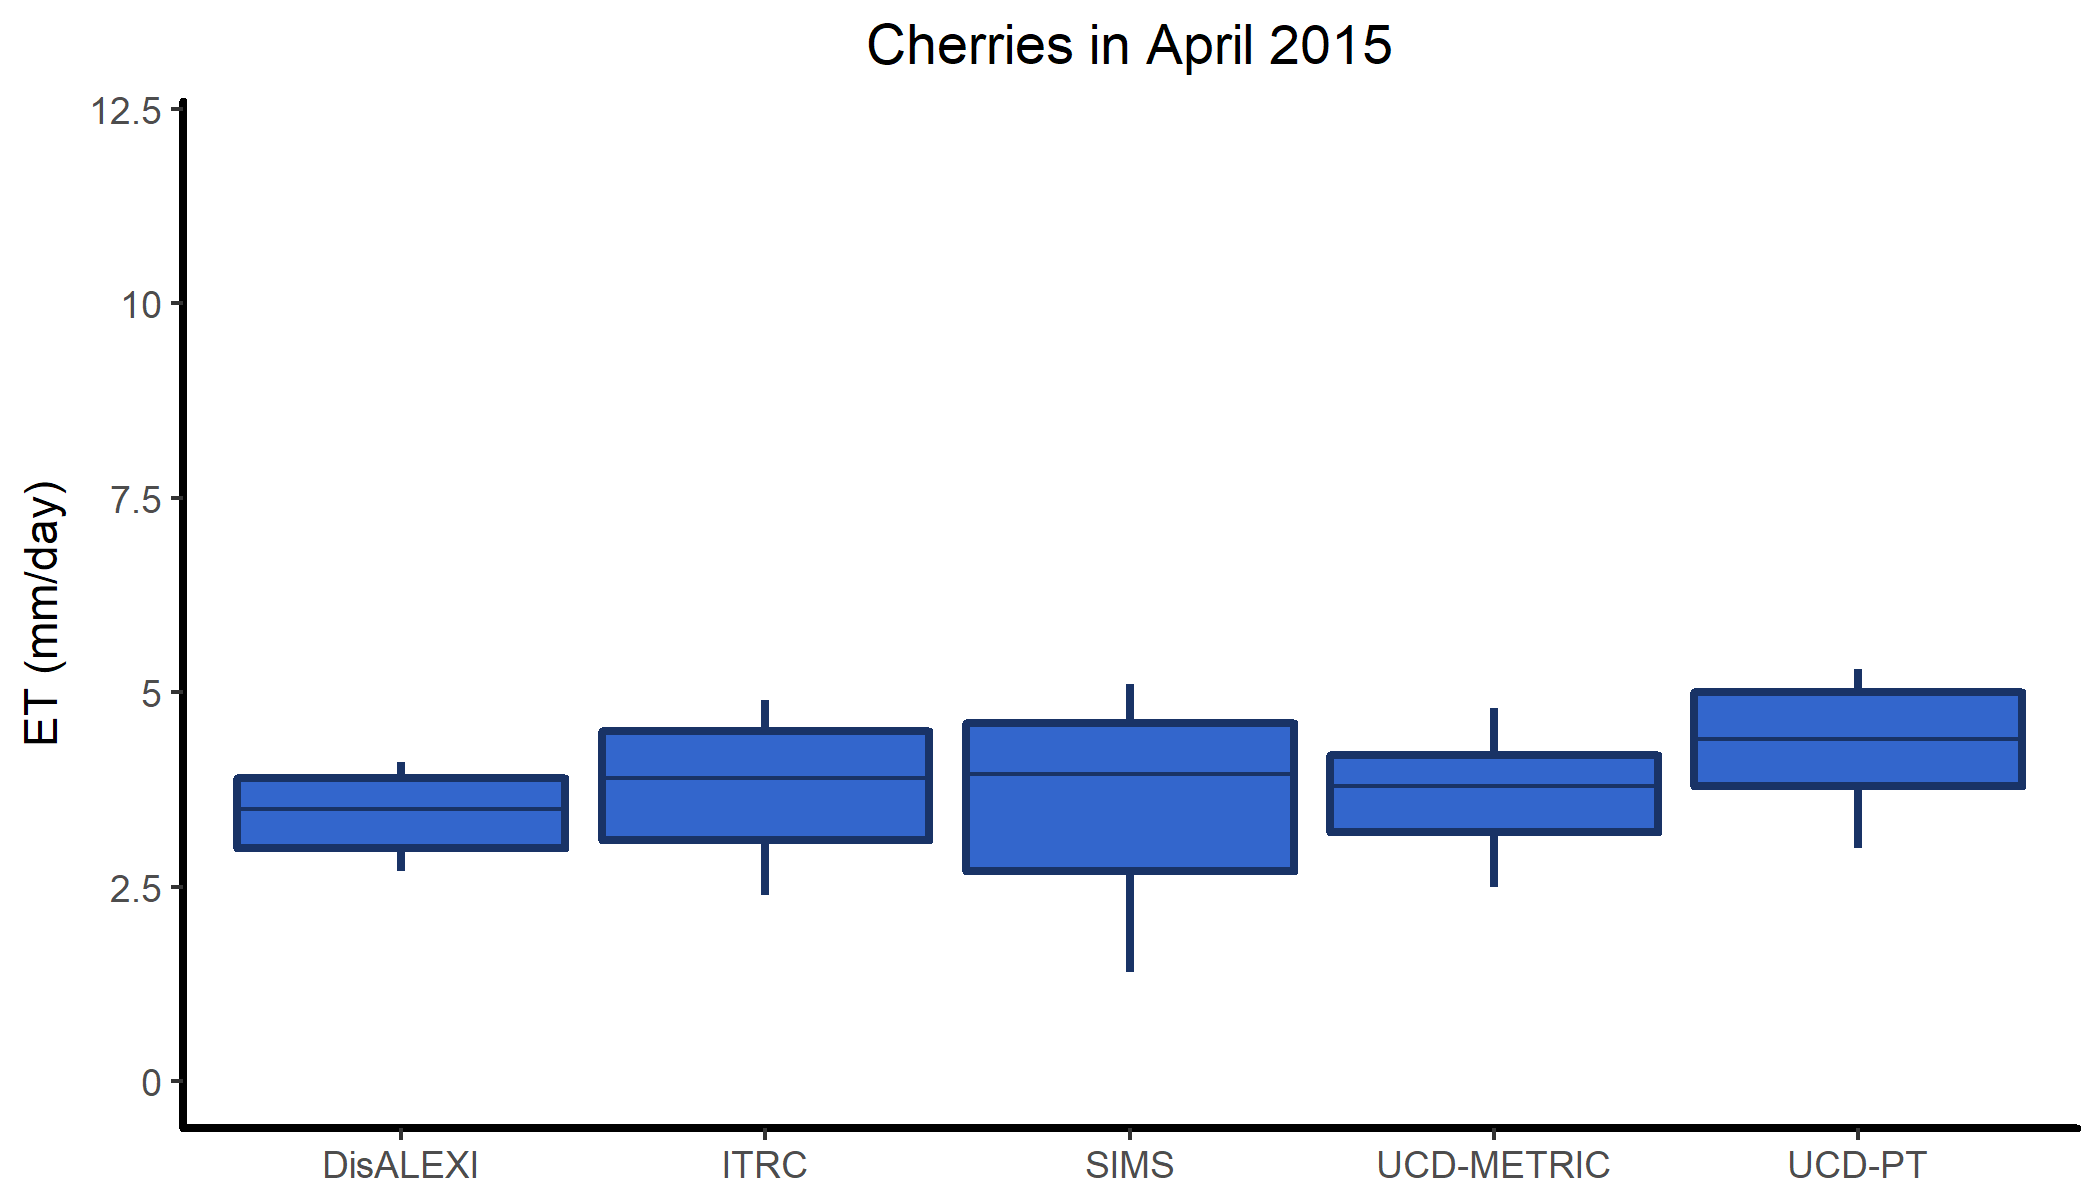 Cherries in April 2015
ET (mm/day)
12.5
10
7.5
5
2.5
0
DisALEXI
ITRC
SIMS
UCD-METRIC
UCD-PT